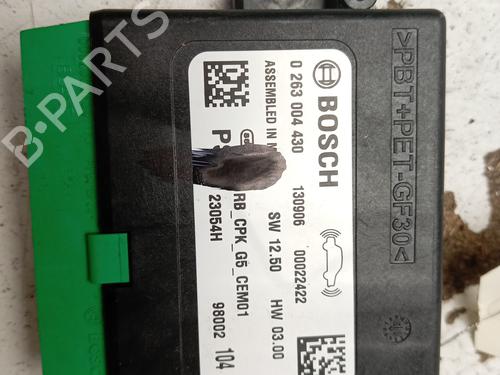 BOSCH
0 263 004 430 130906 00022422
ASSEMBLED IN
SW 12.50 HW 03.00
RB_CPK_G5_CEM01
23054H 98002 104
>PBT+PET-GF30<
B-PARTS